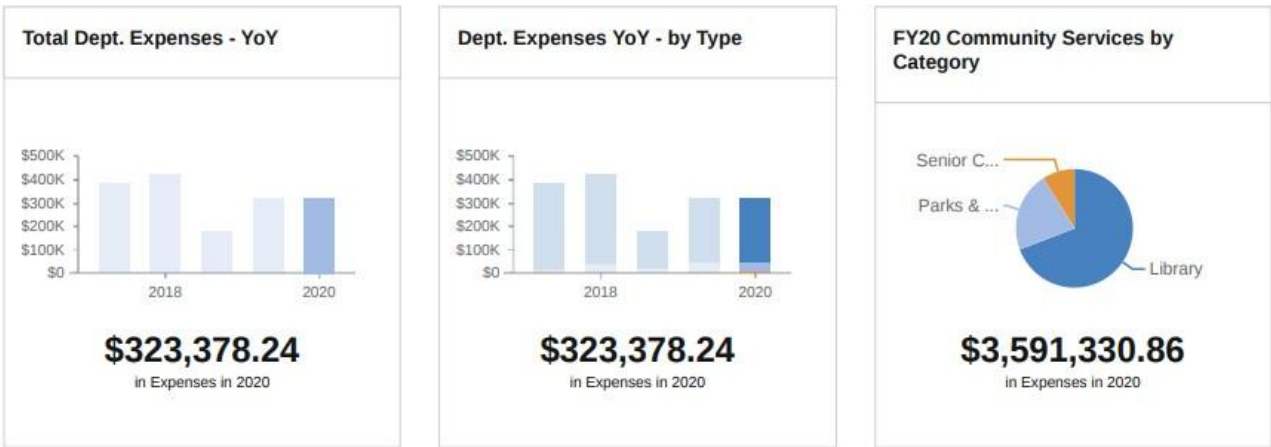 Total Dept. Expenses - YoY
$500K
$400K
$300K
$200K
$100K
$0
2018
2020
$323,378.24
in Expenses in 2020
Dept. Expenses YoY - by Type
$500K
$400K
$300K
$200K
$100K
$0
2018
2020
$323,378.24
in Expenses in 2020
FY20 Community Services by
Category
Senior C...
Parks & ...
Library
$3,591,330.86
in Expenses in 2020